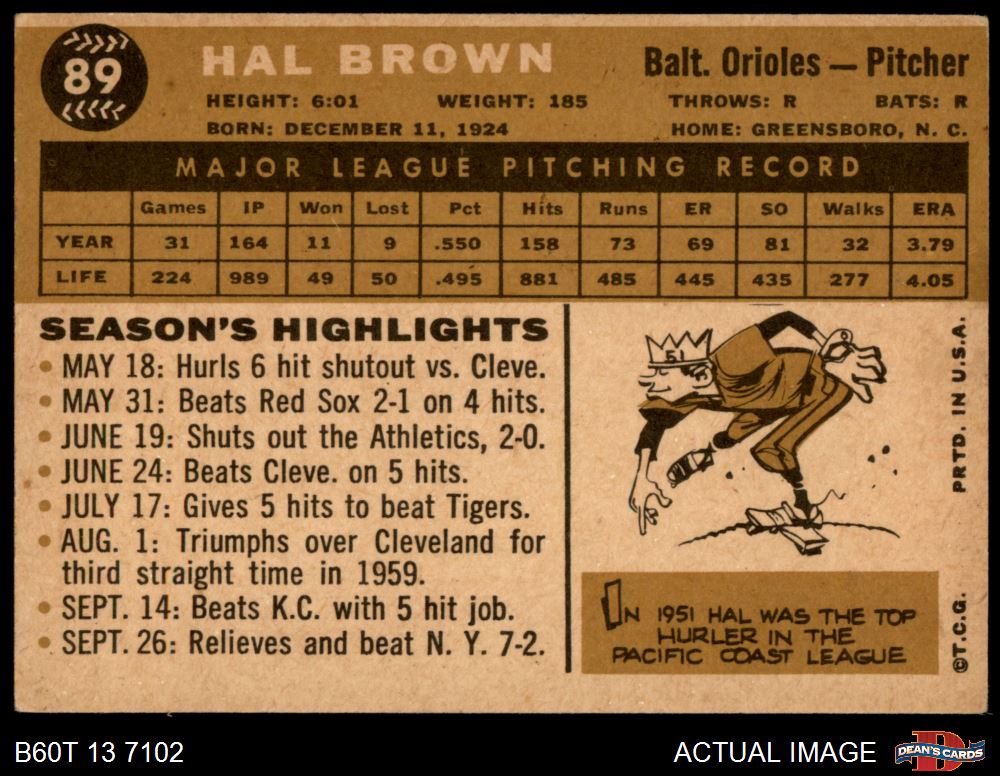 89
HAL BROWN
Balt. Orioles — Pitcher
HEIGHT: 6:01 WEIGHT: 185 THROWS: R BATS: R
BORN: DECEMBER 11, 1924 HOME: GREENSBORO, N. C.
MAJOR LEAGUE PITCHING RECORD
Games IP Won Lost Pct Hits Runs ER SO Walks ERA
YEAR 31 164 11 9 .550 158 73 69 81 32 3.79
LIFE 224 989 49 50 .495 881 485 445 435 277 4.05
SEASON'S HIGHLIGHTS
• MAY 18: Hurls 6 hit shutout vs. Cleve.
• MAY 31: Beats Red Sox 2-1 on 4 hits.
• JUNE 19: Shuts out the Athletics, 2-0.
• JUNE 24: Beats Cleve. on 5 hits.
• JULY 17: Gives 5 hits to beat Tigers.
• AUG. 1: Triumphs over Cleveland for
third straight time in 1959.
• SEPT. 14: Beats K.C. with 5 hit job.
• SEPT. 26: Relieves and beat N. Y. 7-2.
51
IN 1951 HAL WAS THE TOP
HURLER IN THE
PACIFIC COAST LEAGUE
©T.C.G. PRTD. IN U.S.A.
B60T 13 7102
ACTUAL IMAGE
D
DEAN'S CARDS